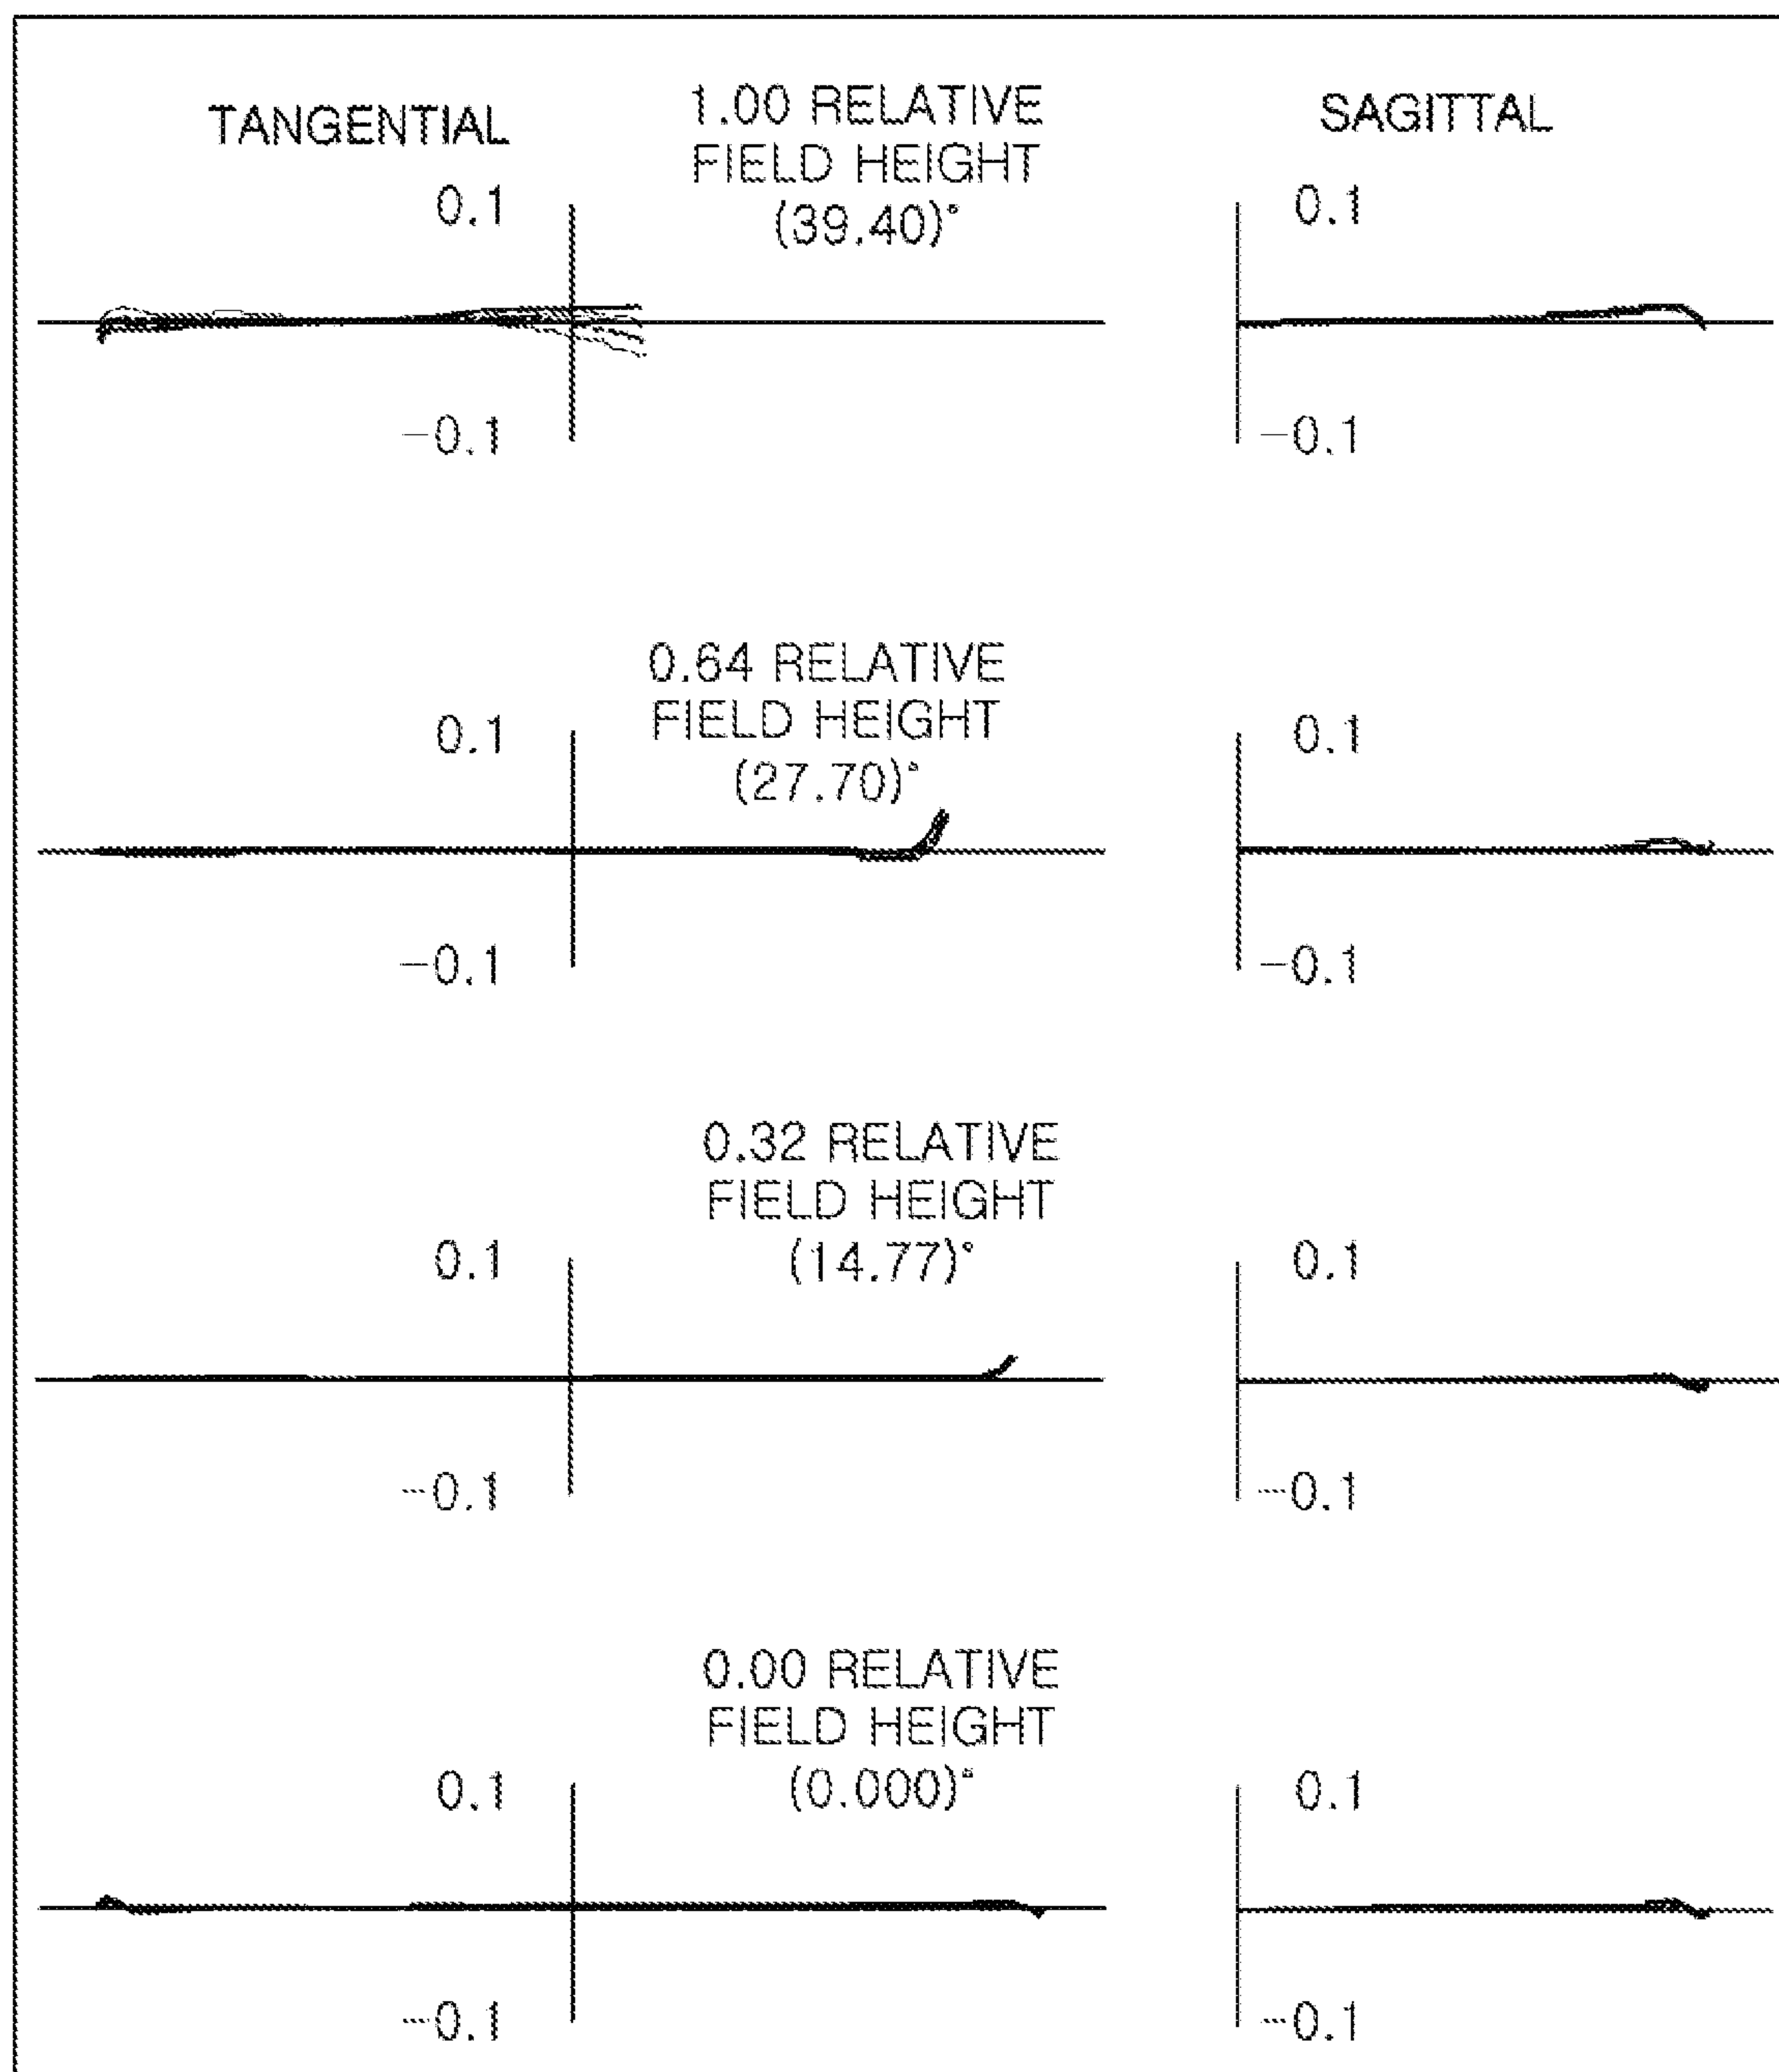 TANGENTIAL
1.00 RELATIVE
FIELD HEIGHT
(39.40)°
SAGITTAL
0.1
0.1
-0.1
-0.1
0.64 RELATIVE
FIELD HEIGHT
(27.70)°
0.1
0.1
-0.1
-0.1
0.32 RELATIVE
FIELD HEIGHT
(14.77)°
0.1
0.1
-0.1
-0.1
0.00 RELATIVE
FIELD HEIGHT
(0.000)°
0.1
0.1
-0.1
-0.1